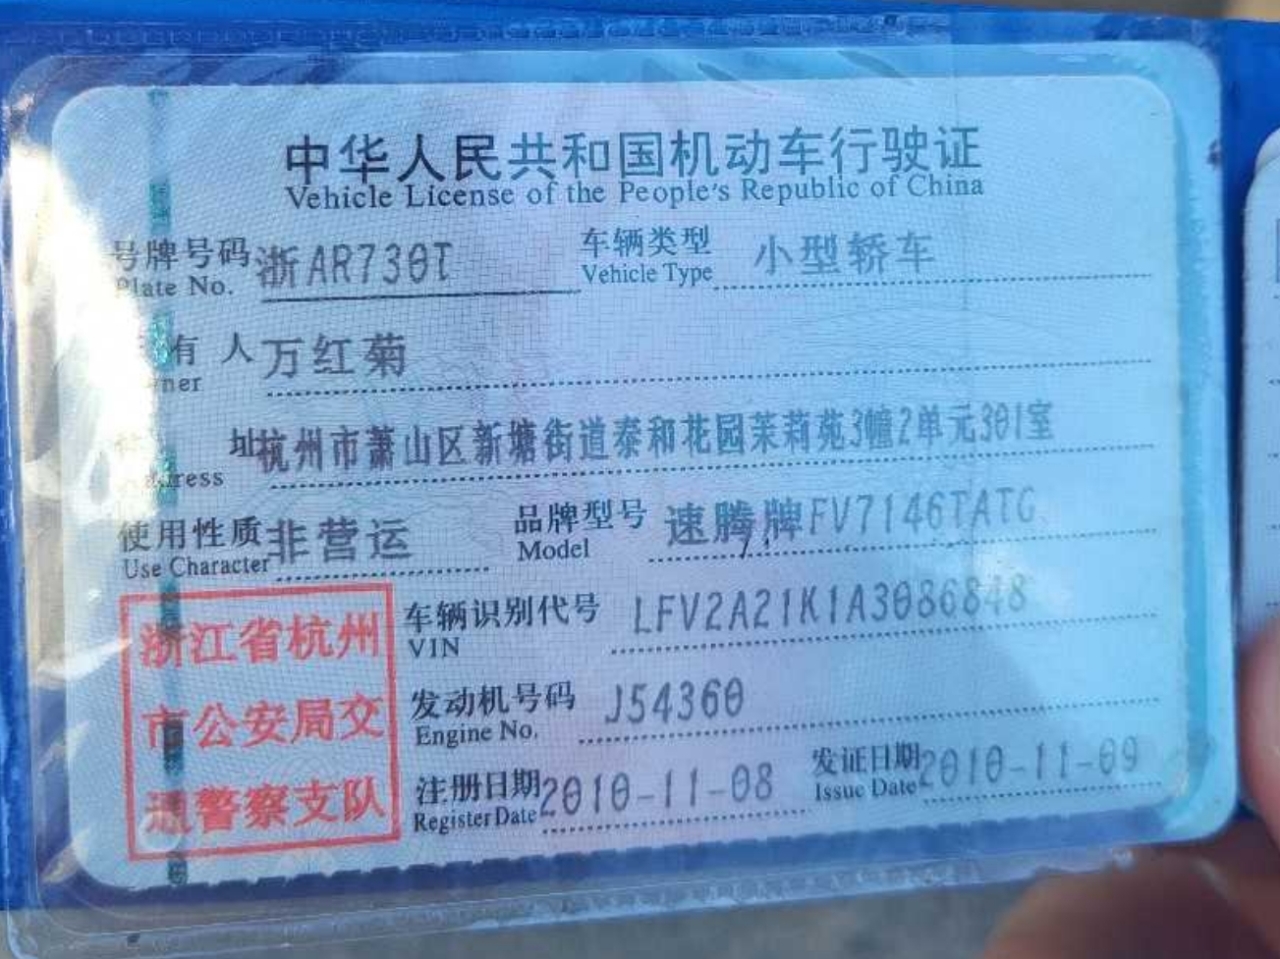 中华人民共和国机动车行驶证
Vehicle License of the People's Republic of China
号牌号码 浙AR730T 车辆类型 小型轿车
Plate No. Vehicle Type
有 人 万红菊
址 杭州市萧山区新塘街道泰和花园茉莉苑3幢2单元301室
Address
使用性质 非营运 品牌型号 速腾牌FV7146TATG
Use Character Model
浙江省杭州
市公安局交
通警察支队
车辆识别代号 LFV2A21K1A3086848
VIN
发动机号码 J54360
Engine No.
注册日期 2010-11-08 发证日期 2010-11-09
Register Date Issue Date